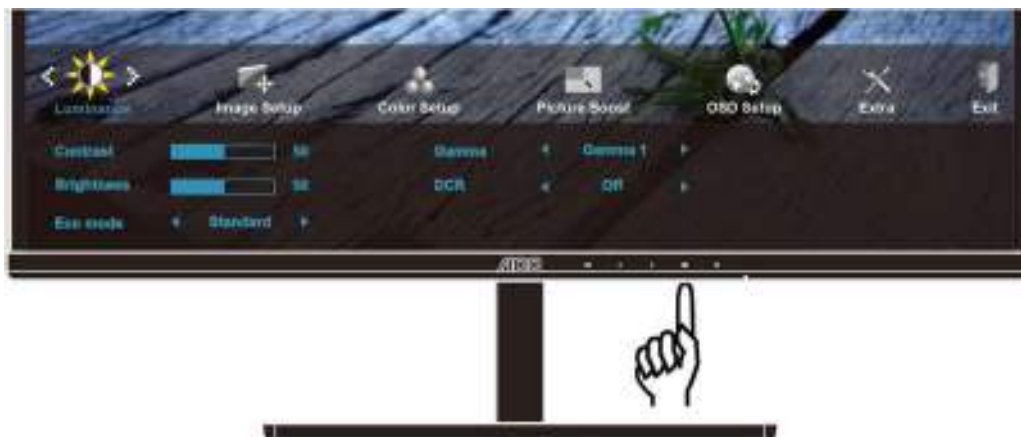 Luminance Image Setup Color Setup Picture Boost OSD Setup Extra Exit
Contrast 50 Gamma Gamma 1
Brightness 50 DCR Off
Eco mode Standard
AOC